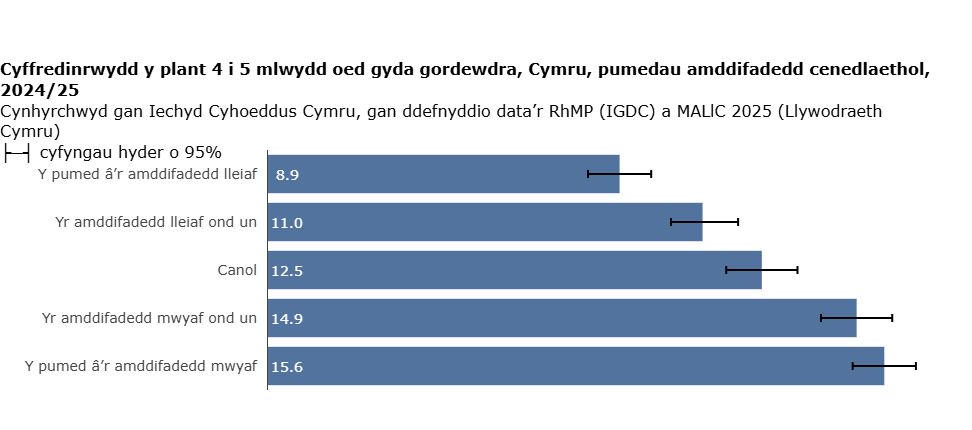 Cyffredinrwydd y plant 4 i 5 mlwydd oed gyda gordewdra, Cymru, pumedau amddifadedd cenedlaethol,
2024/25
Cynhyrchwyd gan Iechyd Cyhoeddus Cymru, gan ddefnyddio data’r RhMP (IGDC) a MALlC 2025 (Llywodraeth
Cymru)
cyfyngau hyder o 95%
Y pumed â’r amddifadedd lleiaf 8.9
Yr amddifadedd lleiaf ond un 11.0
Canol 12.5
Yr amddifadedd mwyaf ond un 14.9
Y pumed â’r amddifadedd mwyaf 15.6